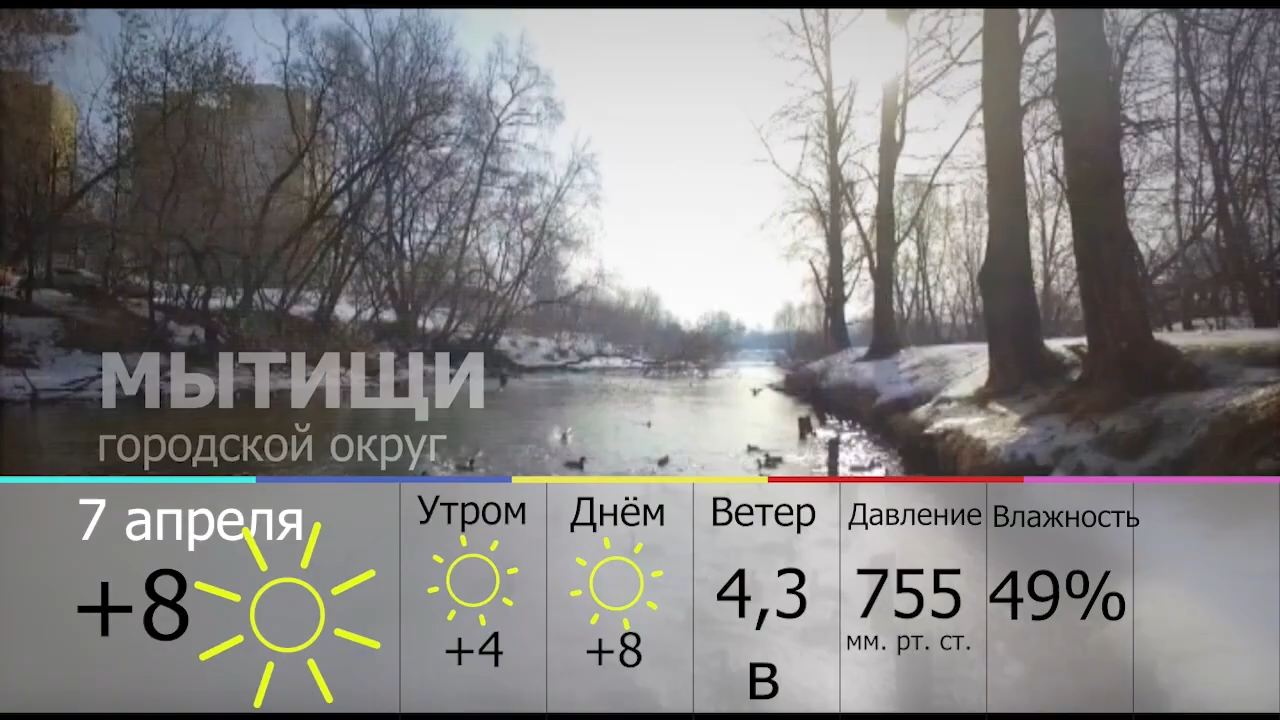 МЫТИЩИ
городской округ
7 апреля
+8
Утром
+4
Днём
+8
Ветер
4,3
В
Давление
755
мм. рт. ст.
Влажность
49%